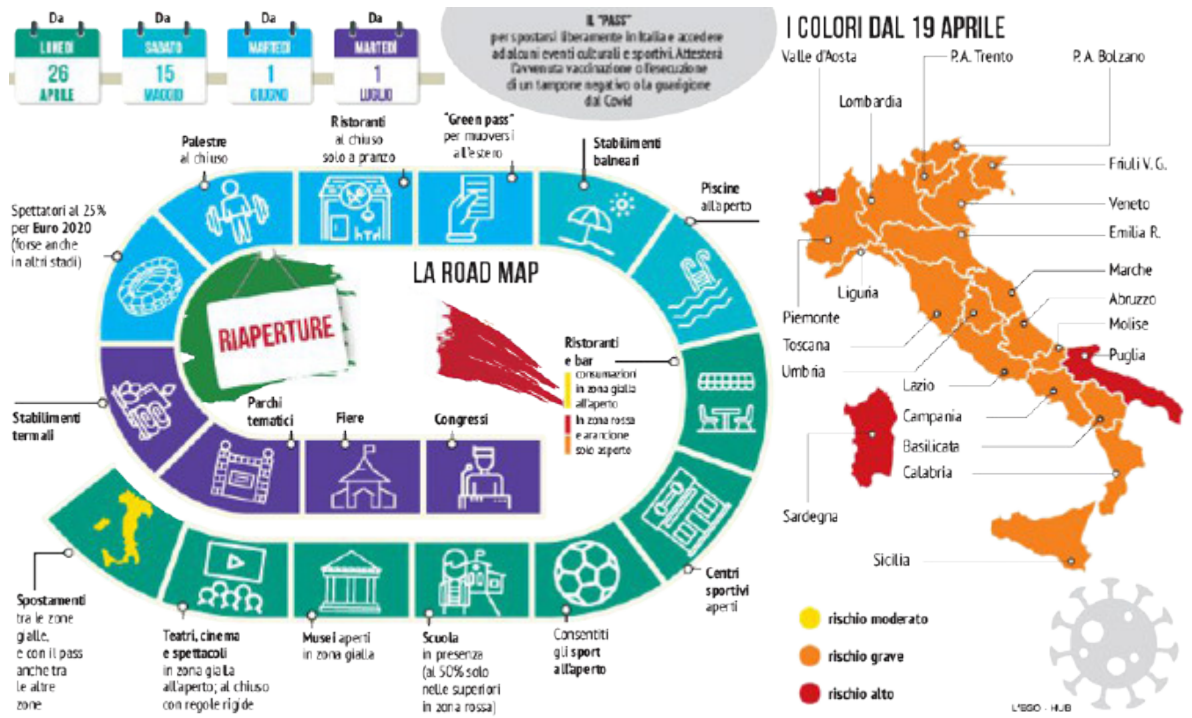 Da
LUNEDÌ
26
APRILE
Da
SABATO
15
MAGGIO
Da
MARTEDÌ
1
GIUGNO
Da
MARTEDÌ
1
LUGLIO
IL "PASS"
per spostarsi liberamente in Italia e accedere
ad alcuni eventi culturali e sportivi. Attesterà
l'avvenuta vaccinazione o l'esecuzione
di un tampone negativo o la guarigione
dal Covid
Palestre
al chiuso
Ristoranti
al chiuso
solo a pranzo
"Green pass"
per muoversi
all'estero
Stabilimenti
balneari
Piscine
all'aperto
Spettatori al 25%
per Euro 2020
(forse anche
in altri stadi)
LA ROAD MAP
RIAPERTURE
Ristoranti
e bar
consumazioni
in zona gialla
all'aperto
in zona rossa
e arancione
solo asporto
Stabilimenti
termali
Parchi
tematici
Fiere
Congressi
Spostamenti
tra le zone
gialle,
e con il pass
anche tra
le altre
zone
Teatri, cinema
e spettacoli
in zona gialla
all'aperto; al chiuso
con regole rigide
Musei aperti
in zona gialla
Scuola
in presenza
(al 50% solo
nelle superiori
in zona rossa)
Consentiti
gli sport
all'aperto
Centri
sportivi
aperti
I COLORI DAL 19 APRILE
Valle d'Aosta
P.A. Trento
P.A. Bolzano
Lombardia
Friuli V. G.
Veneto
Emilia R.
Marche
Liguria
Abruzzo
Piemonte
Molise
Toscana
Puglia
Umbria
Lazio
Campania
Basilicata
Calabria
Sardegna
Sicilia
rischio moderato
rischio grave
rischio alto
L'EGO - HUB